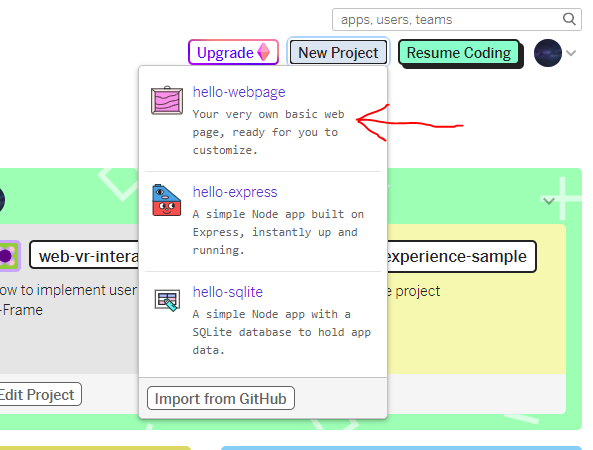 apps, users, teams
Upgrade
New Project
Resume Coding
hello-webpage
Your very own basic web
page, ready for you to
customize.
hello-express
A simple Node app built on
Express, instantly up and
running.
hello-sqlite
A simple Node app with a
SQLite database to hold app
data.
Import from GitHub
web-vr-intera
ow to implement user
-Frame
Edit Project
experience-sample
e project